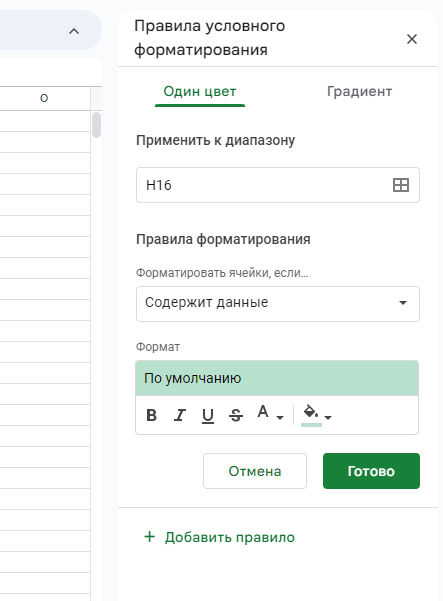 Правила условного
форматирования
O
Один цвет
Градиент
Применить к диапазону
H16
Правила форматирования
Форматировать ячейки, если…
Содержит данные
Формат
По умолчанию
B I U S A
Отмена
Готово
+ Добавить правило